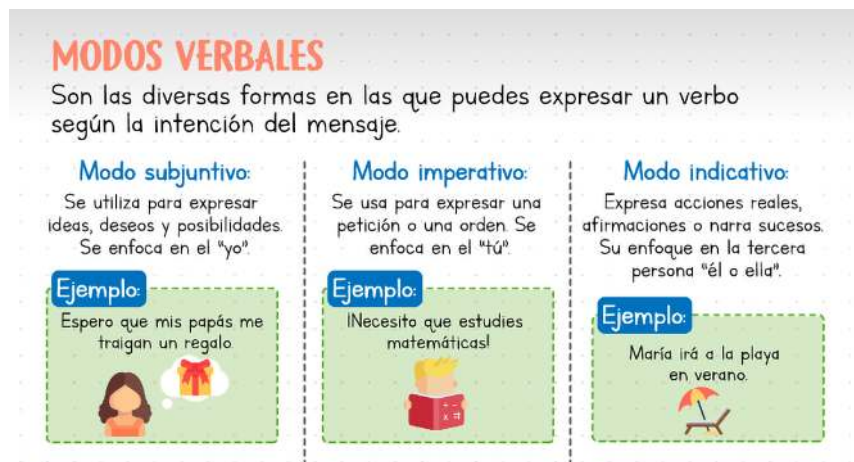 MODOS VERBALES
Son las diversas formas en las que puedes expresar un verbo
según la intención del mensaje.
Modo subjuntivo:
Se utiliza para expresar
ideas, deseos y posibilidades.
Se enfoca en el "yo".
Ejemplo:
Espero que mis papás me
traigan un regalo.
Modo imperativo:
Se usa para expresar una
petición o una orden. Se
enfoca en el "tú".
Ejemplo:
¡Necesito que estudies
matemáticas!
Modo indicativo:
Expresa acciones reales,
afirmaciones o narra sucesos.
Su enfoque en la tercera
persona "él o ella".
Ejemplo:
María irá a la playa
en verano.